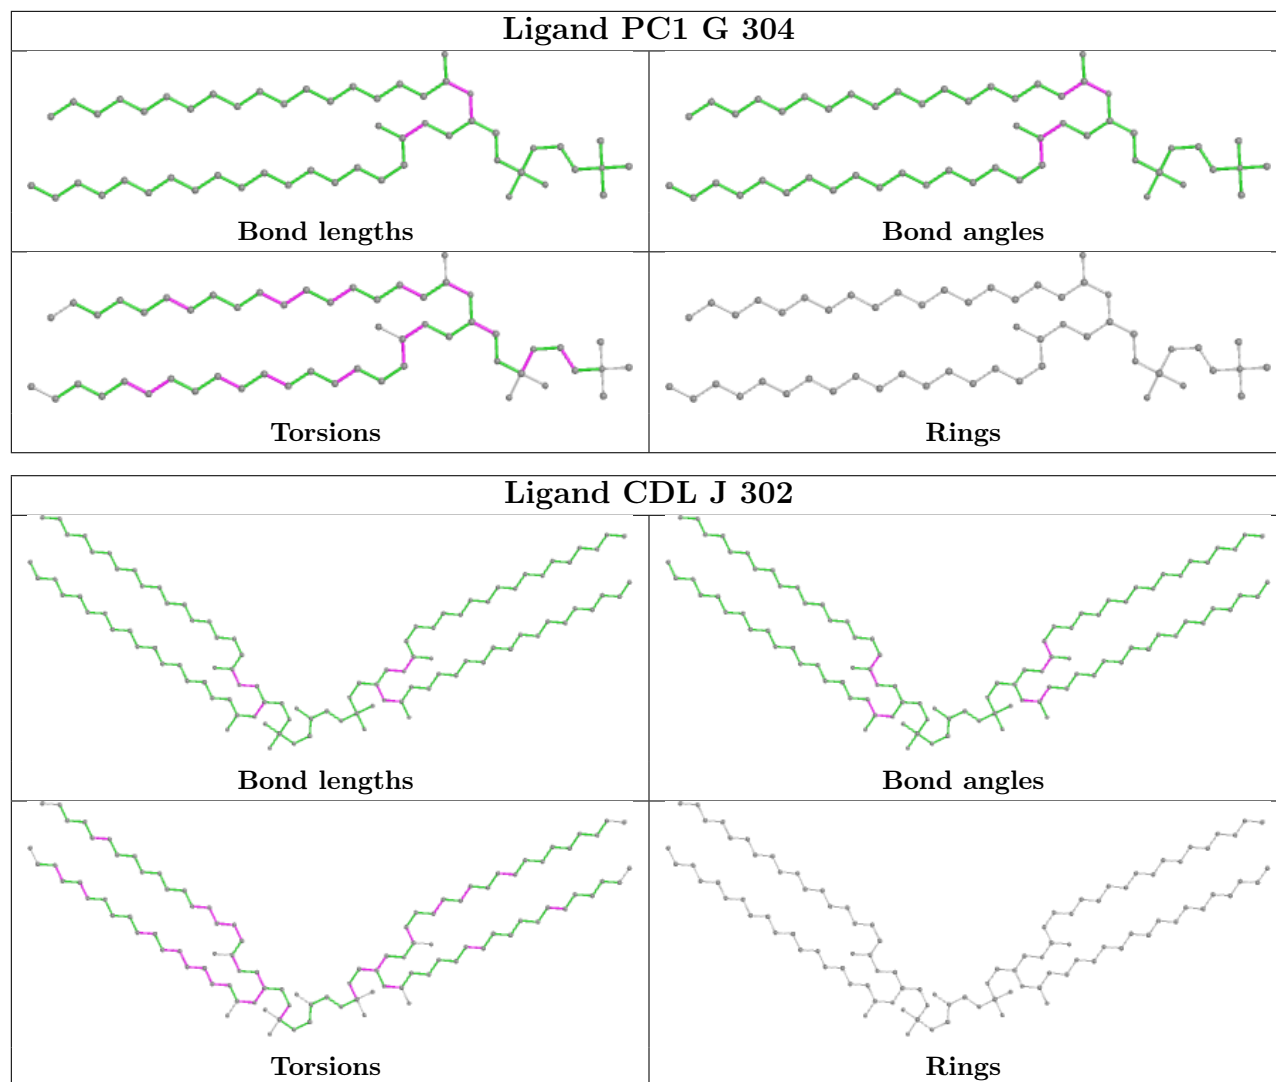 Ligand PC1 G 304
Bond lengths
Bond angles
Torsions
Rings
Ligand CDL J 302
Bond lengths
Bond angles
Torsions
Rings